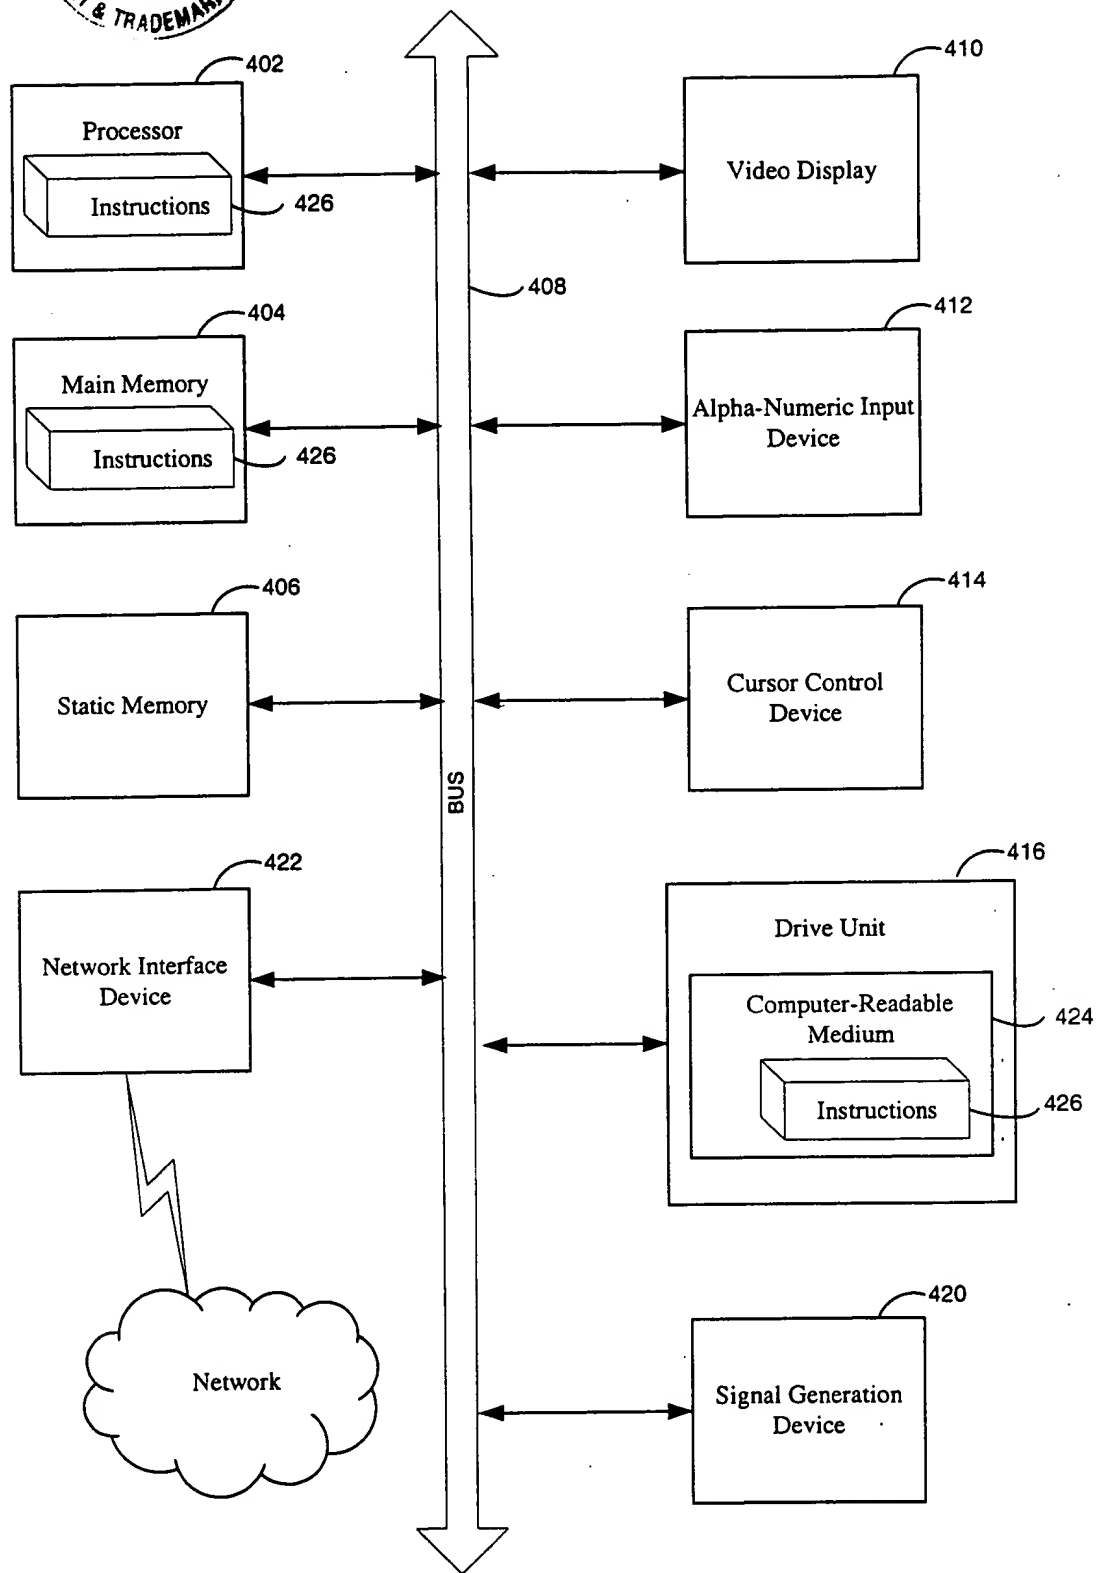 & TRADEMARK
402
Processor
Instructions
426
410
Video Display
408
404
Main Memory
Instructions
426
412
Alpha-Numeric Input
Device
406
Static Memory
414
Cursor Control
Device
BUS
422
Network Interface
Device
416
Drive Unit
Computer-Readable
Medium
424
Instructions
426
Network
420
Signal Generation
Device